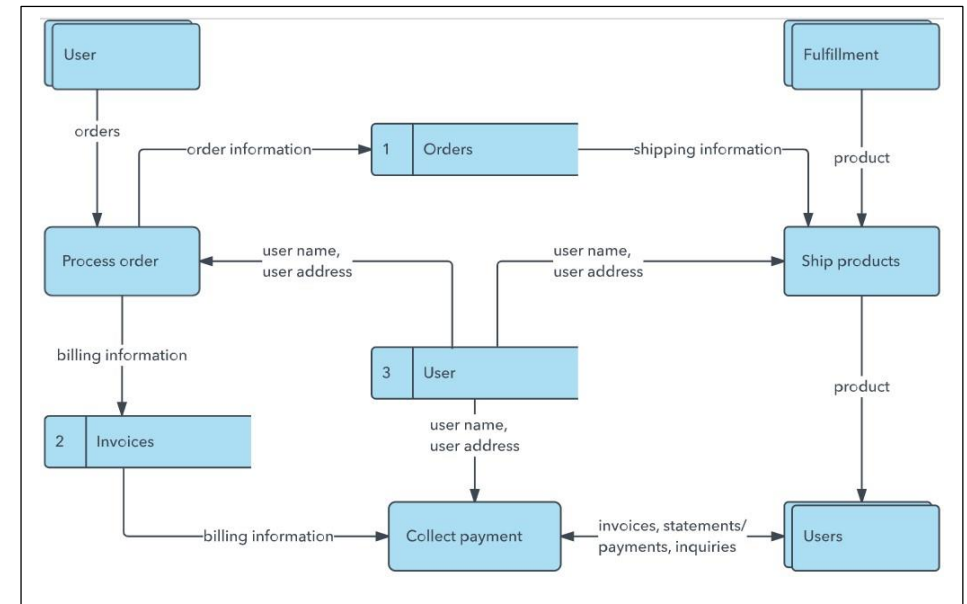 User
Fulfillment
orders
order information
1
Orders
shipping information
product
Process order
user name,
user address
user name,
user address
Ship products
billing information
3
User
product
2
Invoices
user name,
user address
billing information
Collect payment
invoices, statements/
payments, inquiries
Users